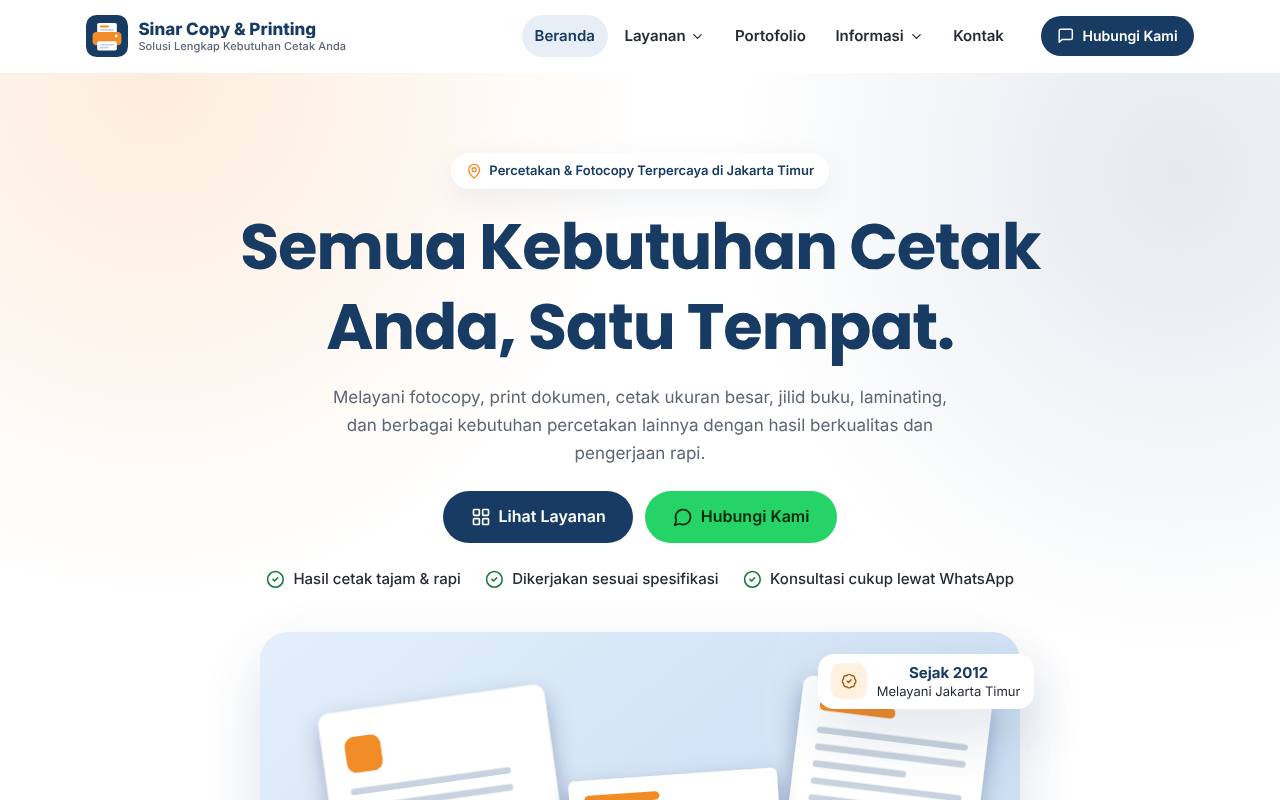 Sinar Copy & Printing
Solusi Lengkap Kebutuhan Cetak Anda
Beranda
Layanan
Portofolio
Informasi
Kontak
Hubungi Kami
Percetakan & Fotocopy Terpercaya di Jakarta Timur
Semua Kebutuhan Cetak
Anda, Satu Tempat.
Melayani fotocopy, print dokumen, cetak ukuran besar, jilid buku, laminating,
dan berbagai kebutuhan percetakan lainnya dengan hasil berkualitas dan
pengerjaan rapi.
Lihat Layanan
Hubungi Kami
Hasil cetak tajam & rapi
Dikerjakan sesuai spesifikasi
Konsultasi cukup lewat WhatsApp
Sejak 2012
Melayani Jakarta Timur